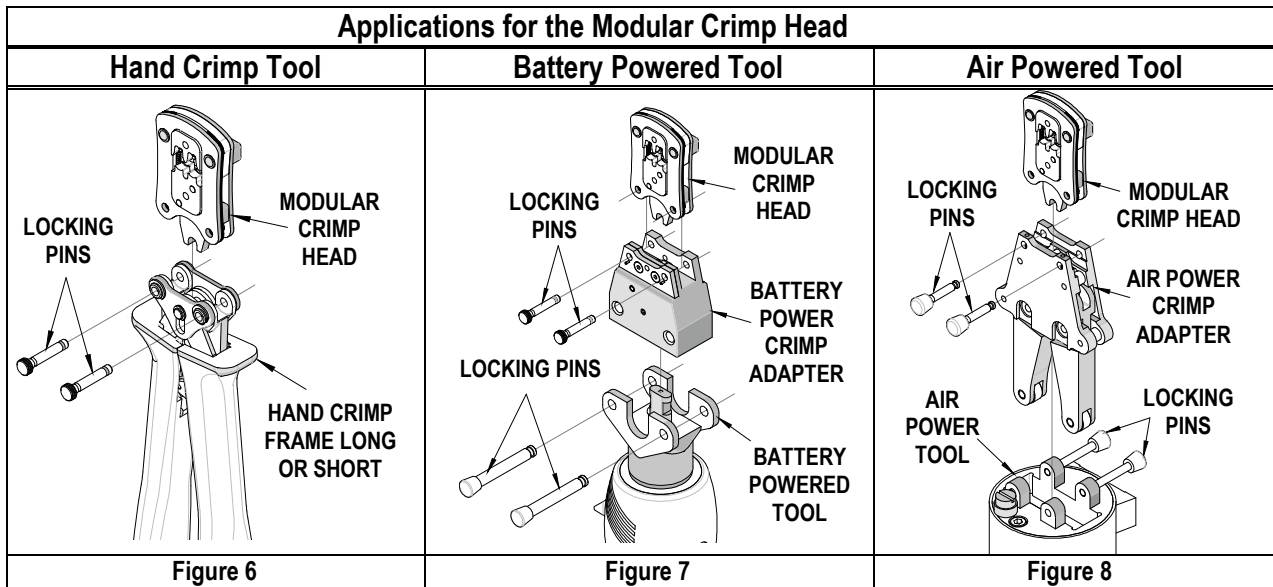 Applications for the Modular Crimp Head
Hand Crimp Tool
Battery Powered Tool
Air Powered Tool
LOCKING
PINS
MODULAR
CRIMP
HEAD
HAND CRIMP
FRAME LONG
OR SHORT
MODULAR
CRIMP
HEAD
LOCKING
PINS
BATTERY
POWER
CRIMP
ADAPTER
LOCKING PINS
BATTERY
POWERED
TOOL
LOCKING
PINS
MODULAR
CRIMP HEAD
AIR POWER
CRIMP
ADAPTER
AIR
POWER
TOOL
LOCKING
PINS
Figure 6
Figure 7
Figure 8